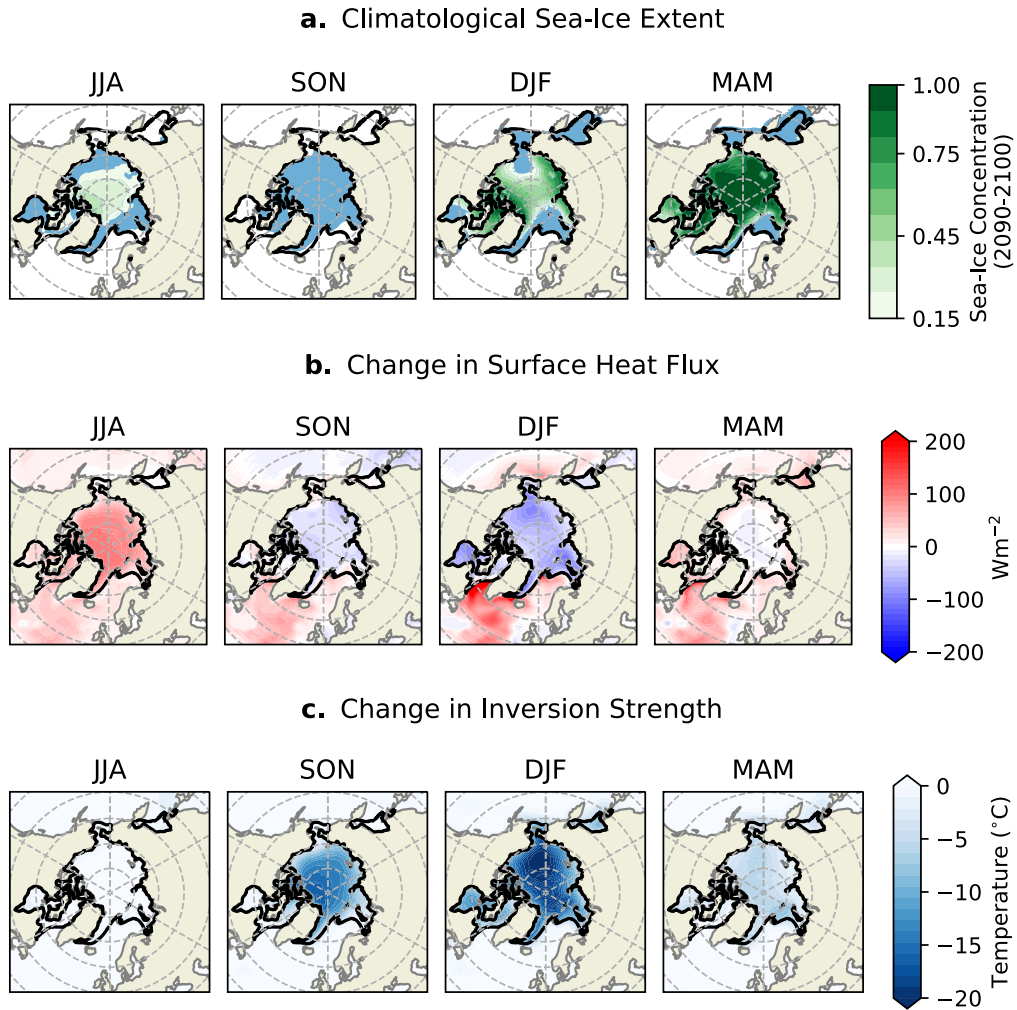 a. Climatological Sea-Ice Extent
JJA SON DJF MAM
1.00
0.75
0.45
0.15
Sea-Ice Concentration
(2090-2100)
b. Change in Surface Heat Flux
JJA SON DJF MAM
200
100
0
−100
−200
Wm⁻²
c. Change in Inversion Strength
JJA SON DJF MAM
0
−5
−10
−15
−20
Temperature (°C)